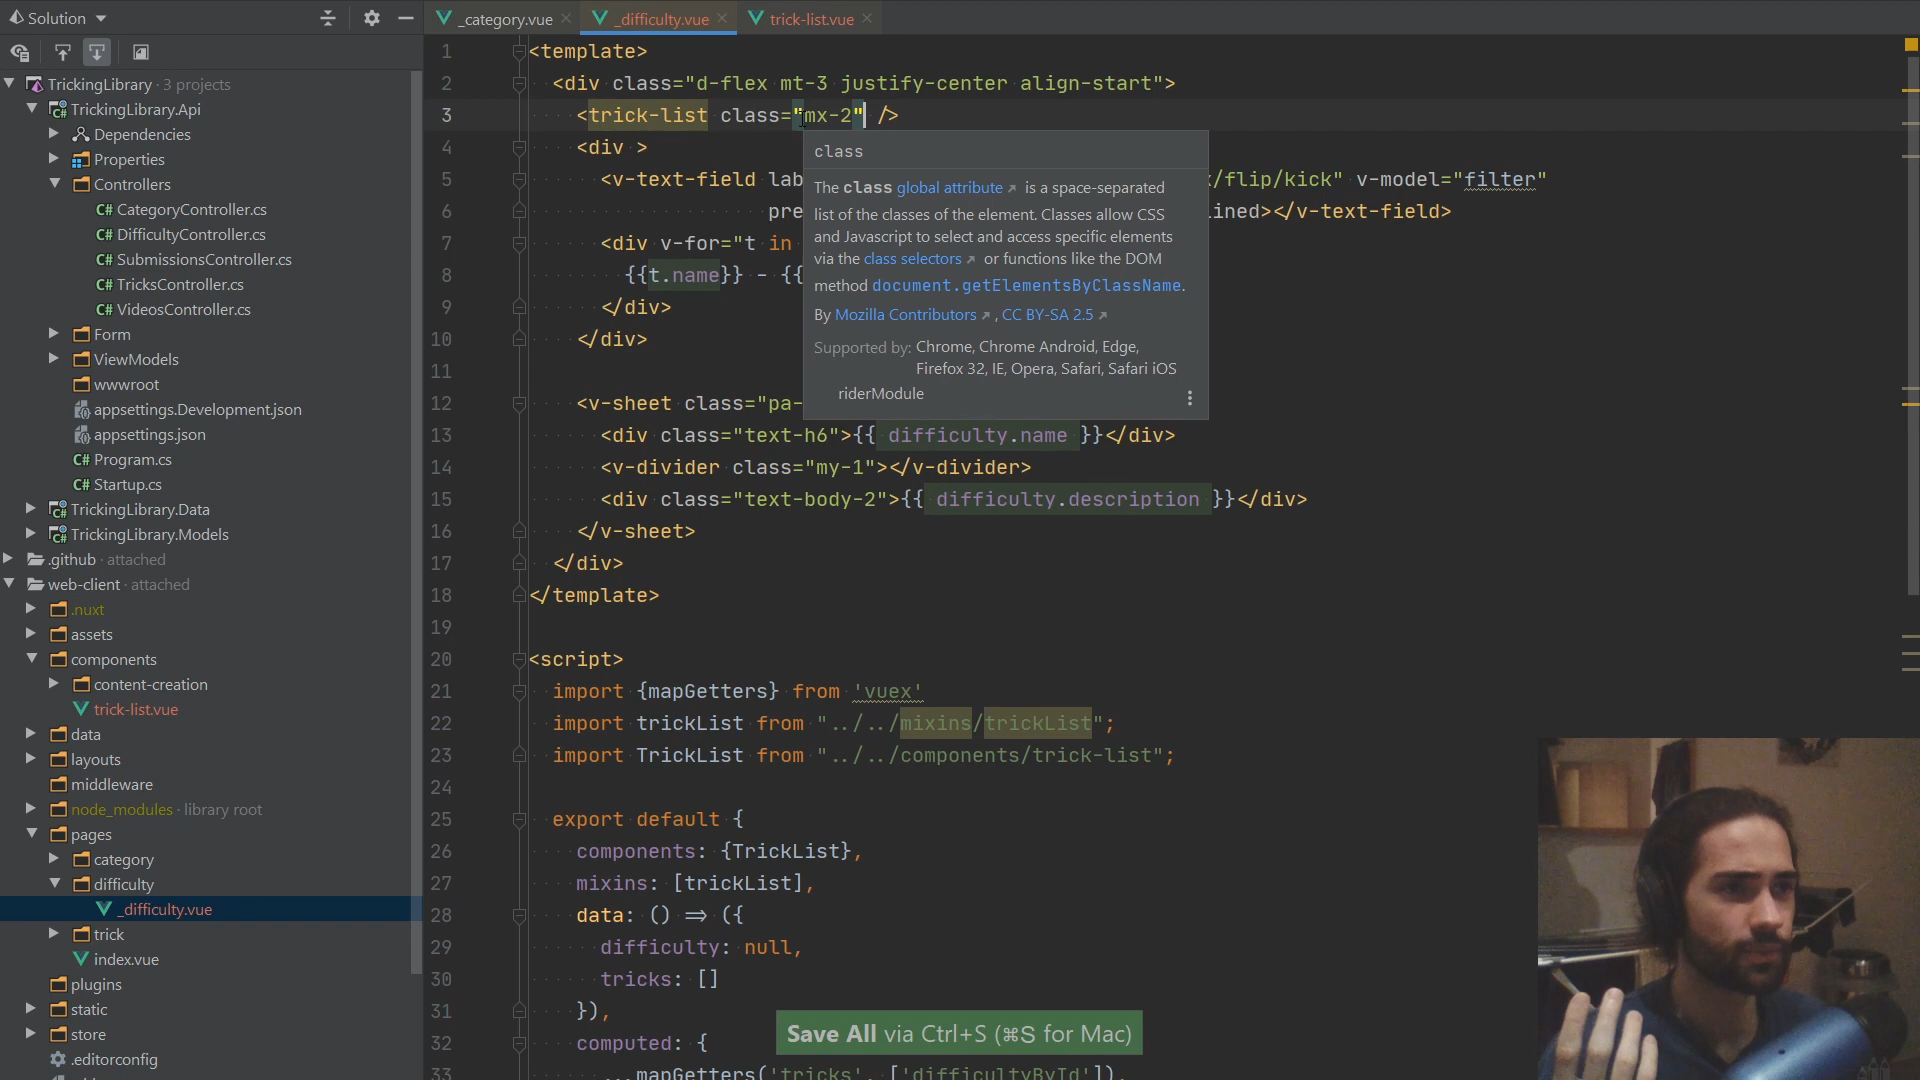 Solution
_category.vue
_difficulty.vue
trick-list.vue
TrickingLibrary · 3 projects
TrickingLibrary.Api
Dependencies
Properties
Controllers
C# CategoryController.cs
C# DifficultyController.cs
C# SubmissionsController.cs
C# TricksController.cs
C# VideosController.cs
Form
ViewModels
wwwroot
appsettings.Development.json
appsettings.json
C# Program.cs
C# Startup.cs
TrickingLibrary.Data
TrickingLibrary.Models
.github · attached
web-client · attached
.nuxt
assets
components
content-creation
trick-list.vue
data
layouts
middleware
node_modules · library root
pages
category
difficulty
_difficulty.vue
trick
index.vue
plugins
static
store
.editorconfig
1 <template>
2 <div class="d-flex mt-3 justify-center align-start">
3 <trick-list class="mx-2" />
4 <div >
5 <v-text-field lab /flip/kick" v-model="filter"
6 pre ined></v-text-field>
7 <div v-for="t in
8 {{t.name}} - {{
9 </div>
10 </div>
11
12 <v-sheet class="pa-
13 <div class="text-h6">{{ difficulty.name }}</div>
14 <v-divider class="my-1"></v-divider>
15 <div class="text-body-2">{{ difficulty.description }}</div>
16 </v-sheet>
17 </div>
18 </template>
19
20 <script>
21 import {mapGetters} from 'vuex'
22 import trickList from "../../mixins/trickList";
23 import TrickList from "../../components/trick-list";
24
25 export default {
26 components: {TrickList},
27 mixins: [trickList],
28 data: () => ({
29 difficulty: null,
30 tricks: []
31 }),
32 computed: {
33 ...mapGetters('tricks', ['difficultyById']),
class
The class global attribute is a space-separated
list of the classes of the element. Classes allow CSS
and Javascript to select and access specific elements
via the class selectors or functions like the DOM
method document.getElementsByClassName.
By Mozilla Contributors , CC BY-SA 2.5
Supported by: Chrome, Chrome Android, Edge,
Firefox 32, IE, Opera, Safari, Safari iOS
riderModule
Save All via Ctrl+S (⌘S for Mac)